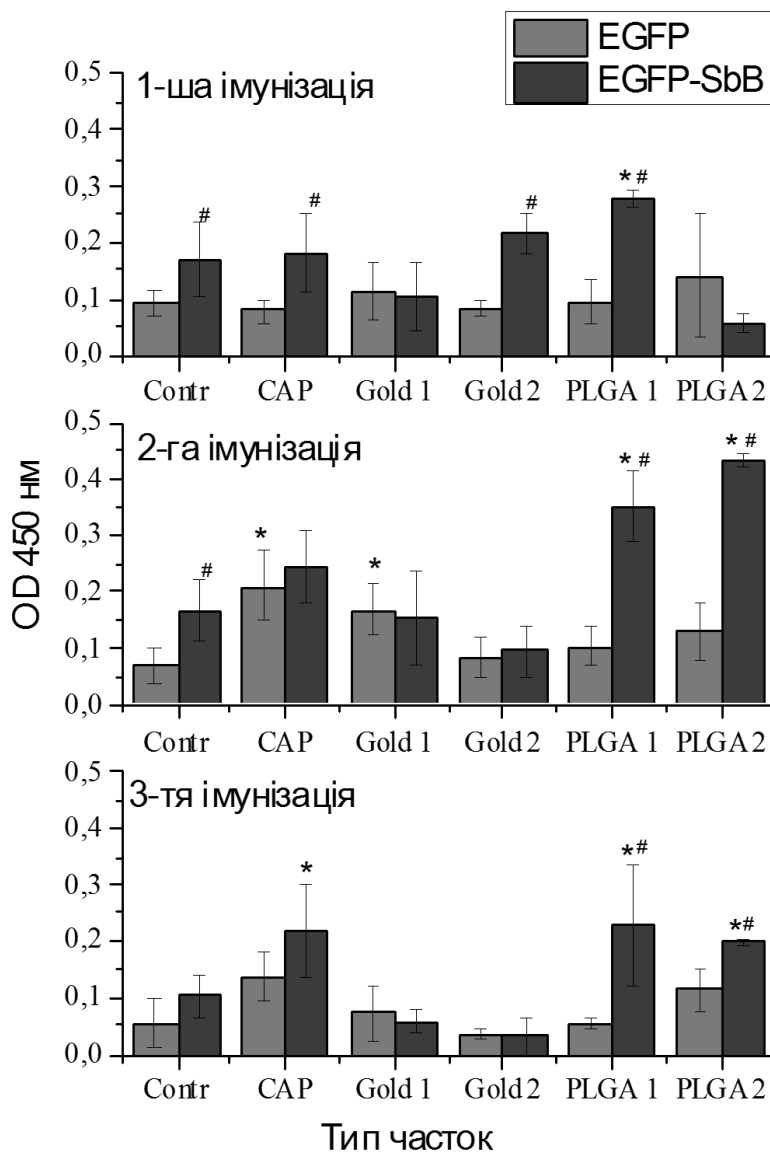 EGFP
EGFP-SbB
OD 450 нм
1-ша імунізація
0,5
0,4
0,3
0,2
0,1
0,0
# # # * #
Contr CAP Gold 1 Gold 2 PLGA 1 PLGA 2
2-га імунізація
0,5
0,4
0,3
0,2
0,1
0,0
# * * * # * #
Contr CAP Gold 1 Gold 2 PLGA 1 PLGA 2
3-тя імунізація
0,5
0,4
0,3
0,2
0,1
0,0
* *# *#
Contr CAP Gold 1 Gold 2 PLGA 1 PLGA 2
Тип часток